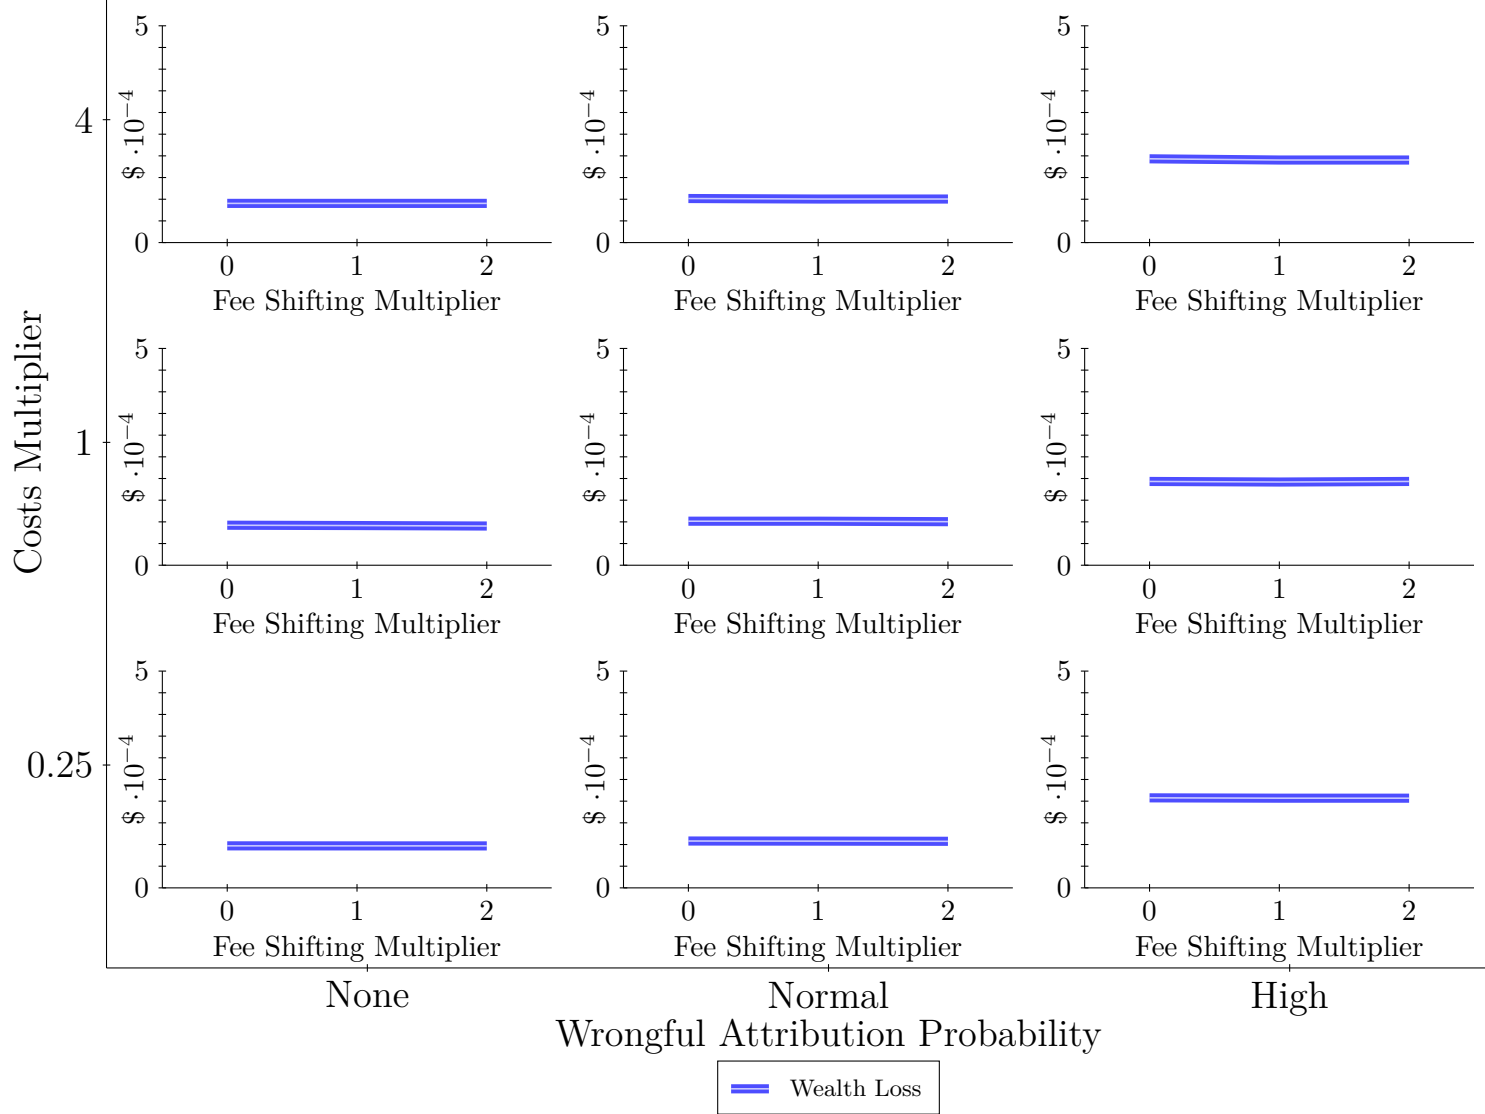 5
5
5
$ ·10⁻⁴
$ ·10⁻⁴
$ ·10⁻⁴
4
0
0
0
0 1 2
0 1 2
0 1 2
Fee Shifting Multiplier
Fee Shifting Multiplier
Fee Shifting Multiplier
Costs Multiplier
5
5
5
$ ·10⁻⁴
$ ·10⁻⁴
$ ·10⁻⁴
1
0
0
0
0 1 2
0 1 2
0 1 2
Fee Shifting Multiplier
Fee Shifting Multiplier
Fee Shifting Multiplier
5
5
5
$ ·10⁻⁴
$ ·10⁻⁴
$ ·10⁻⁴
0.25
0
0
0
0 1 2
0 1 2
0 1 2
Fee Shifting Multiplier
Fee Shifting Multiplier
Fee Shifting Multiplier
None
Normal
High
Wrongful Attribution Probability
Wealth Loss